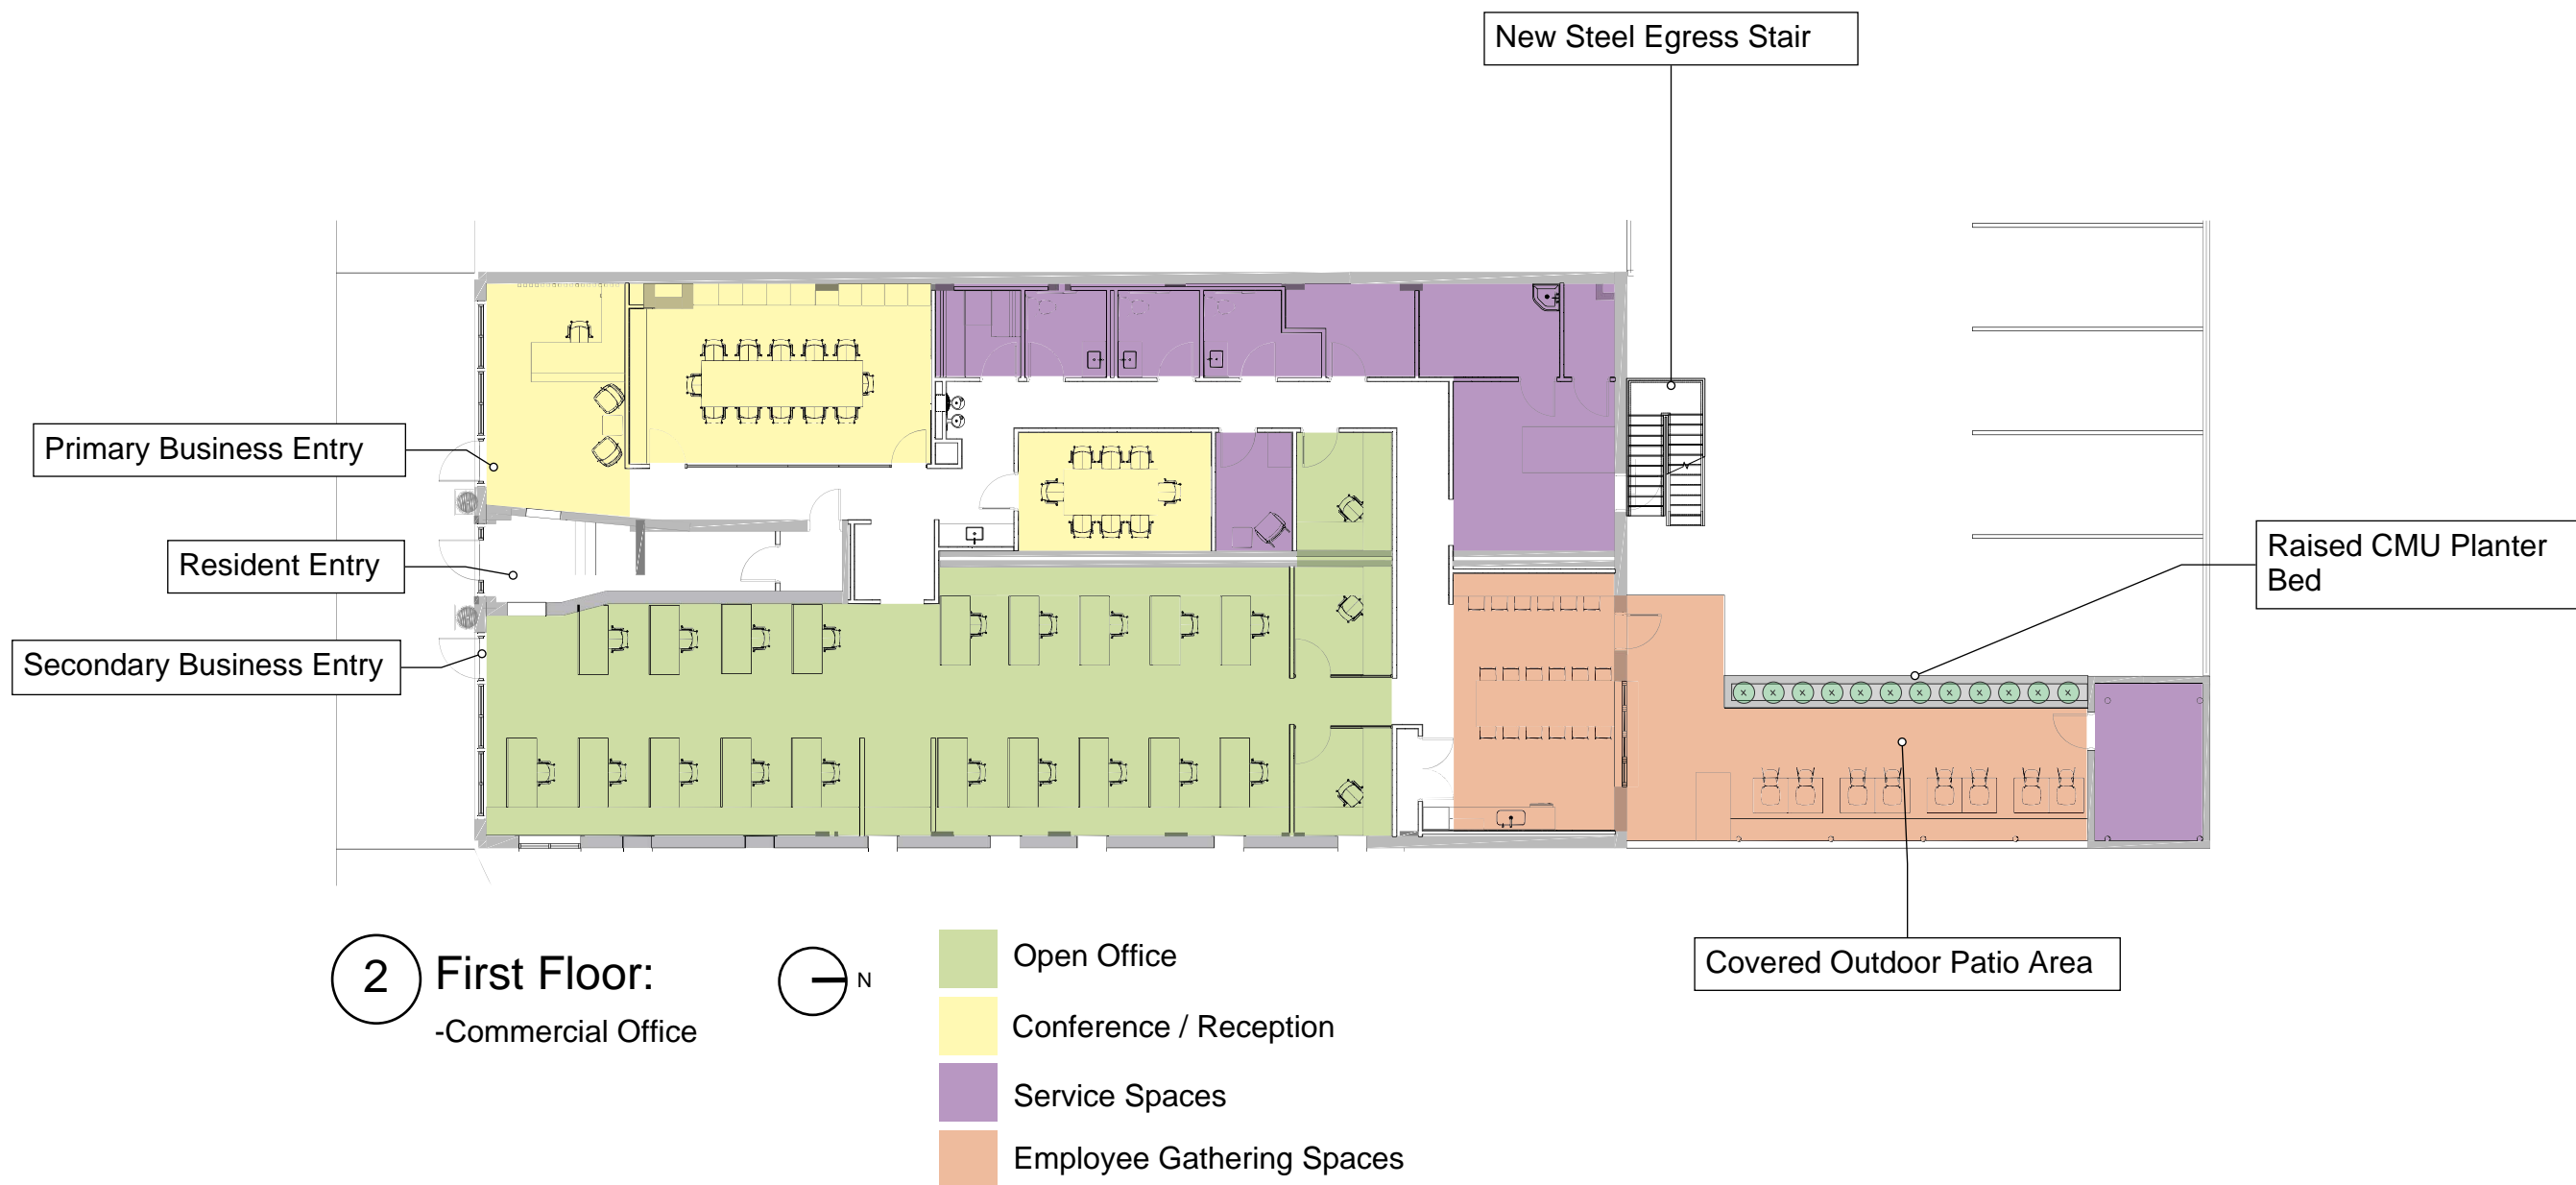 New Steel Egress Stair
Primary Business Entry
Resident Entry
Raised CMU Planter
Bed
Secondary Business Entry
Covered Outdoor Patio Area
2
First Floor:
-Commercial Office
N
Open Office
Conference / Reception
Service Spaces
Employee Gathering Spaces